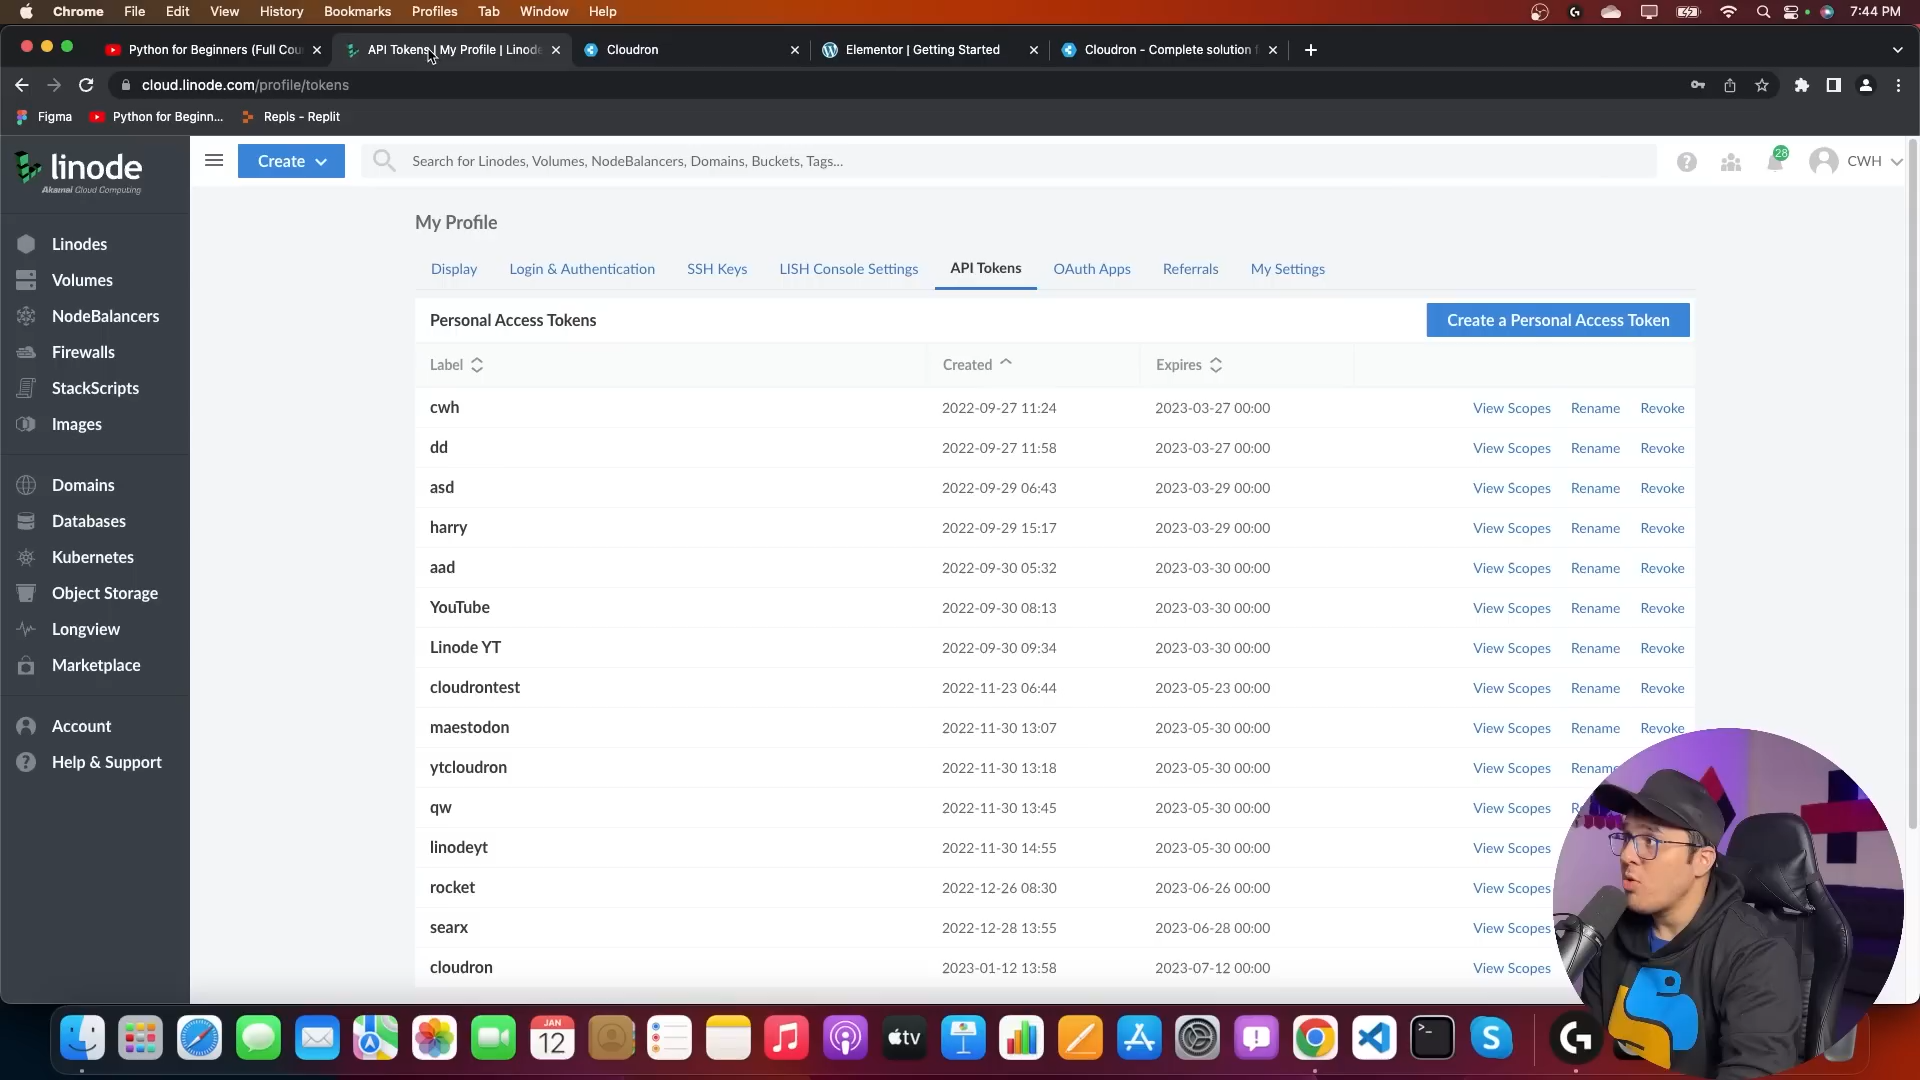 Chrome File Edit View History Bookmarks Profiles Tab Window Help 7:44 PM
Python for Beginners (Full Cou API Tokens | My Profile | Linode Cloudron Elementor | Getting Started Cloudron - Complete solution f
cloud.linode.com/profile/tokens
Figma Python for Beginn... Repls - Replit
linode
Akamai Cloud Computing
Create Search for Linodes, Volumes, NodeBalancers, Domains, Buckets, Tags... 28 CWH
Linodes
Volumes
NodeBalancers
Firewalls
StackScripts
Images
Domains
Databases
Kubernetes
Object Storage
Longview
Marketplace
Account
Help & Support
My Profile
Display Login & Authentication SSH Keys LISH Console Settings API Tokens OAuth Apps Referrals My Settings
Personal Access Tokens Create a Personal Access Token
Label Created Expires
cwh 2022-09-27 11:24 2023-03-27 00:00 View Scopes Rename Revoke
dd 2022-09-27 11:58 2023-03-27 00:00 View Scopes Rename Revoke
asd 2022-09-29 06:43 2023-03-29 00:00 View Scopes Rename Revoke
harry 2022-09-29 15:17 2023-03-29 00:00 View Scopes Rename Revoke
aad 2022-09-30 05:32 2023-03-30 00:00 View Scopes Rename Revoke
YouTube 2022-09-30 08:13 2023-03-30 00:00 View Scopes Rename Revoke
Linode YT 2022-09-30 09:34 2023-03-30 00:00 View Scopes Rename Revoke
cloudrontest 2022-11-23 06:44 2023-05-23 00:00 View Scopes Rename Revoke
maestodon 2022-11-30 13:07 2023-05-30 00:00 View Scopes Rename Revoke
ytcloudron 2022-11-30 13:18 2023-05-30 00:00 View Scopes Rename
qw 2022-11-30 13:45 2023-05-30 00:00 View Scopes
linodeyt 2022-11-30 14:55 2023-05-30 00:00 View Scopes
rocket 2022-12-26 08:30 2023-06-26 00:00 View Scopes
searx 2022-12-28 13:55 2023-06-28 00:00 View Scopes
cloudron 2023-01-12 13:58 2023-07-12 00:00 View Scopes
JAN
12
tv